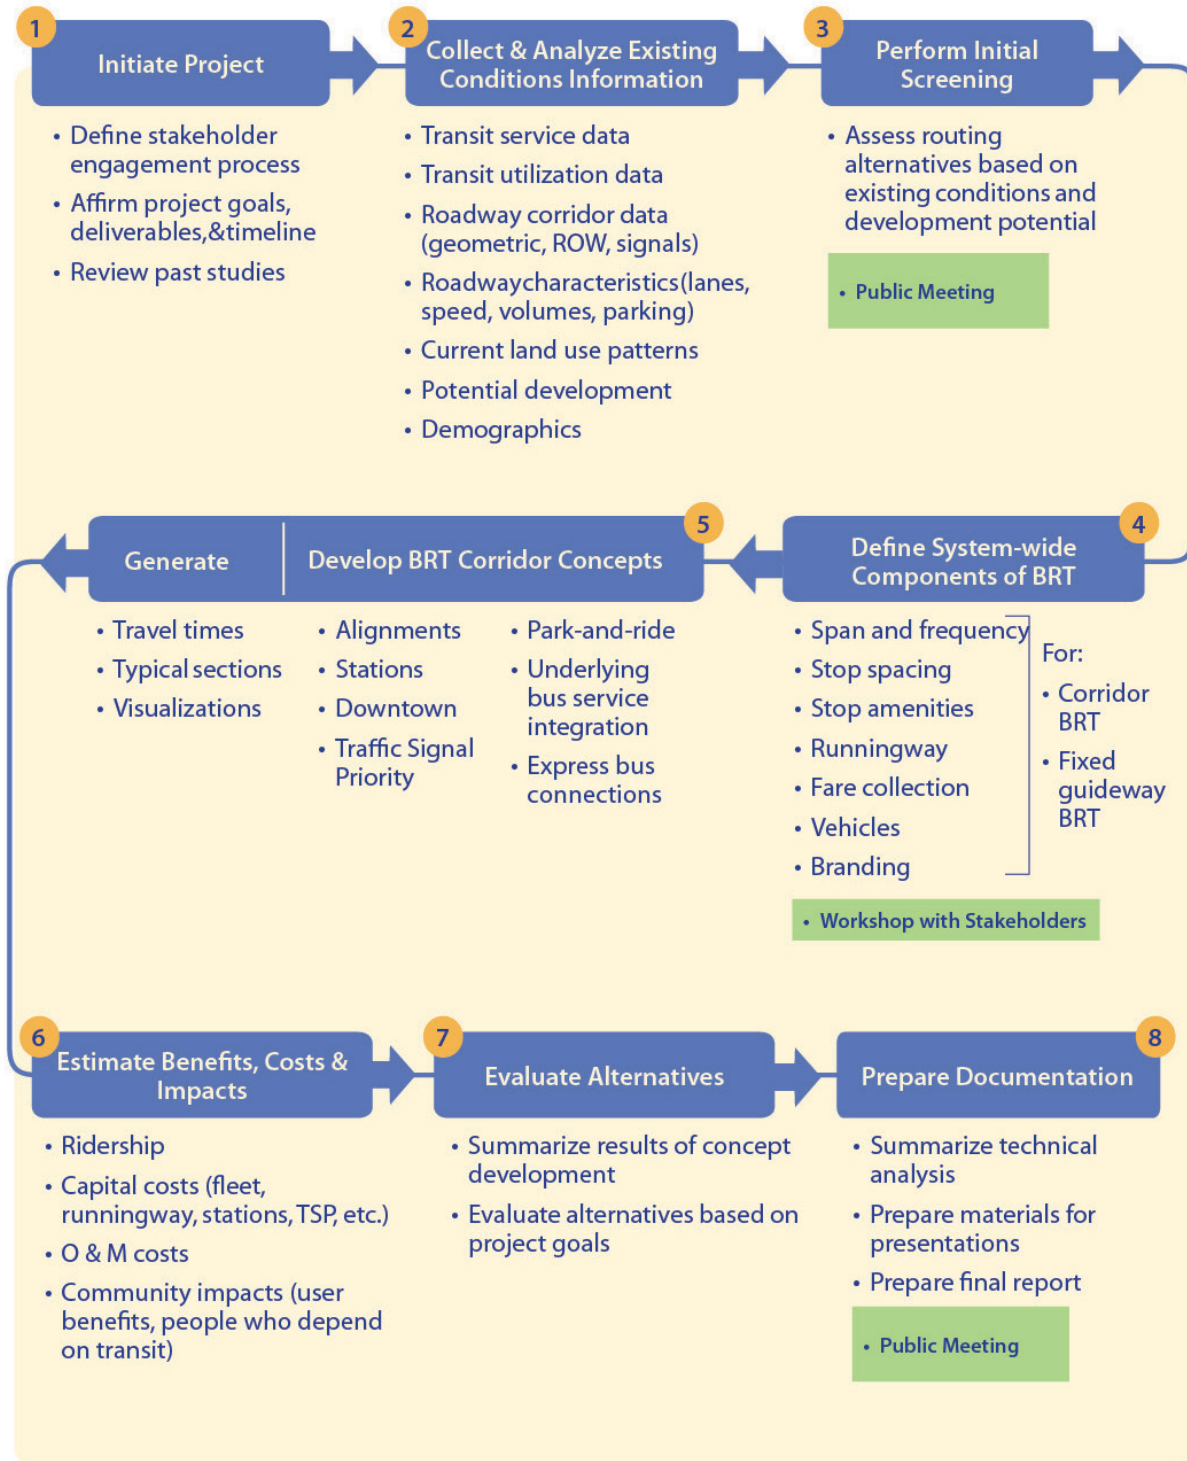 1
Initiate Project
• Define stakeholder
engagement process
• Affirm project goals,
deliverables,&timeline
• Review past studies
2
Collect & Analyze Existing
Conditions Information
• Transit service data
• Transit utilization data
• Roadway corridor data
(geometric, ROW, signals)
• Roadwaycharacteristics(lanes,
speed, volumes, parking)
• Current land use patterns
• Potential development
• Demographics
3
Perform Initial
Screening
• Assess routing
alternatives based on
existing conditions and
development potential
• Public Meeting
4
Define System-wide
Components of BRT
• Span and frequency
• Stop spacing
• Stop amenities
• Runningway
• Fare collection
• Vehicles
• Branding
For:
• Corridor
BRT
• Fixed
guideway
BRT
• Workshop with Stakeholders
5
Generate
• Travel times
• Typical sections
• Visualizations
Develop BRT Corridor Concepts
• Alignments
• Stations
• Downtown
• Traffic Signal
Priority
• Park-and-ride
• Underlying
bus service
integration
• Express bus
connections
6
Estimate Benefits, Costs &
Impacts
• Ridership
• Capital costs (fleet,
runningway, stations, TSP, etc.)
• O & M costs
• Community impacts (user
benefits, people who depend
on transit)
7
Evaluate Alternatives
• Summarize results of concept
development
• Evaluate alternatives based on
project goals
8
Prepare Documentation
• Summarize technical
analysis
• Prepare materials for
presentations
• Prepare final report
• Public Meeting